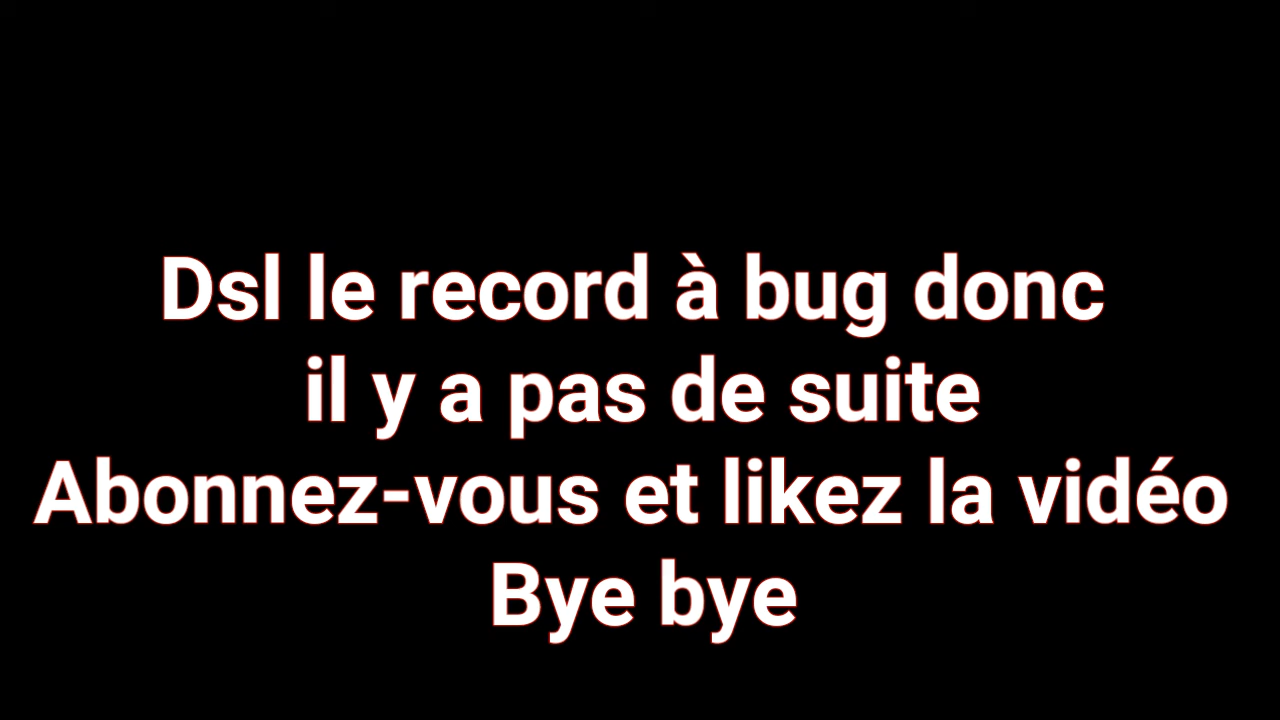 Dsl le record à bug donc
il y a pas de suite
Abonnez-vous et likez la vidéo
Bye bye